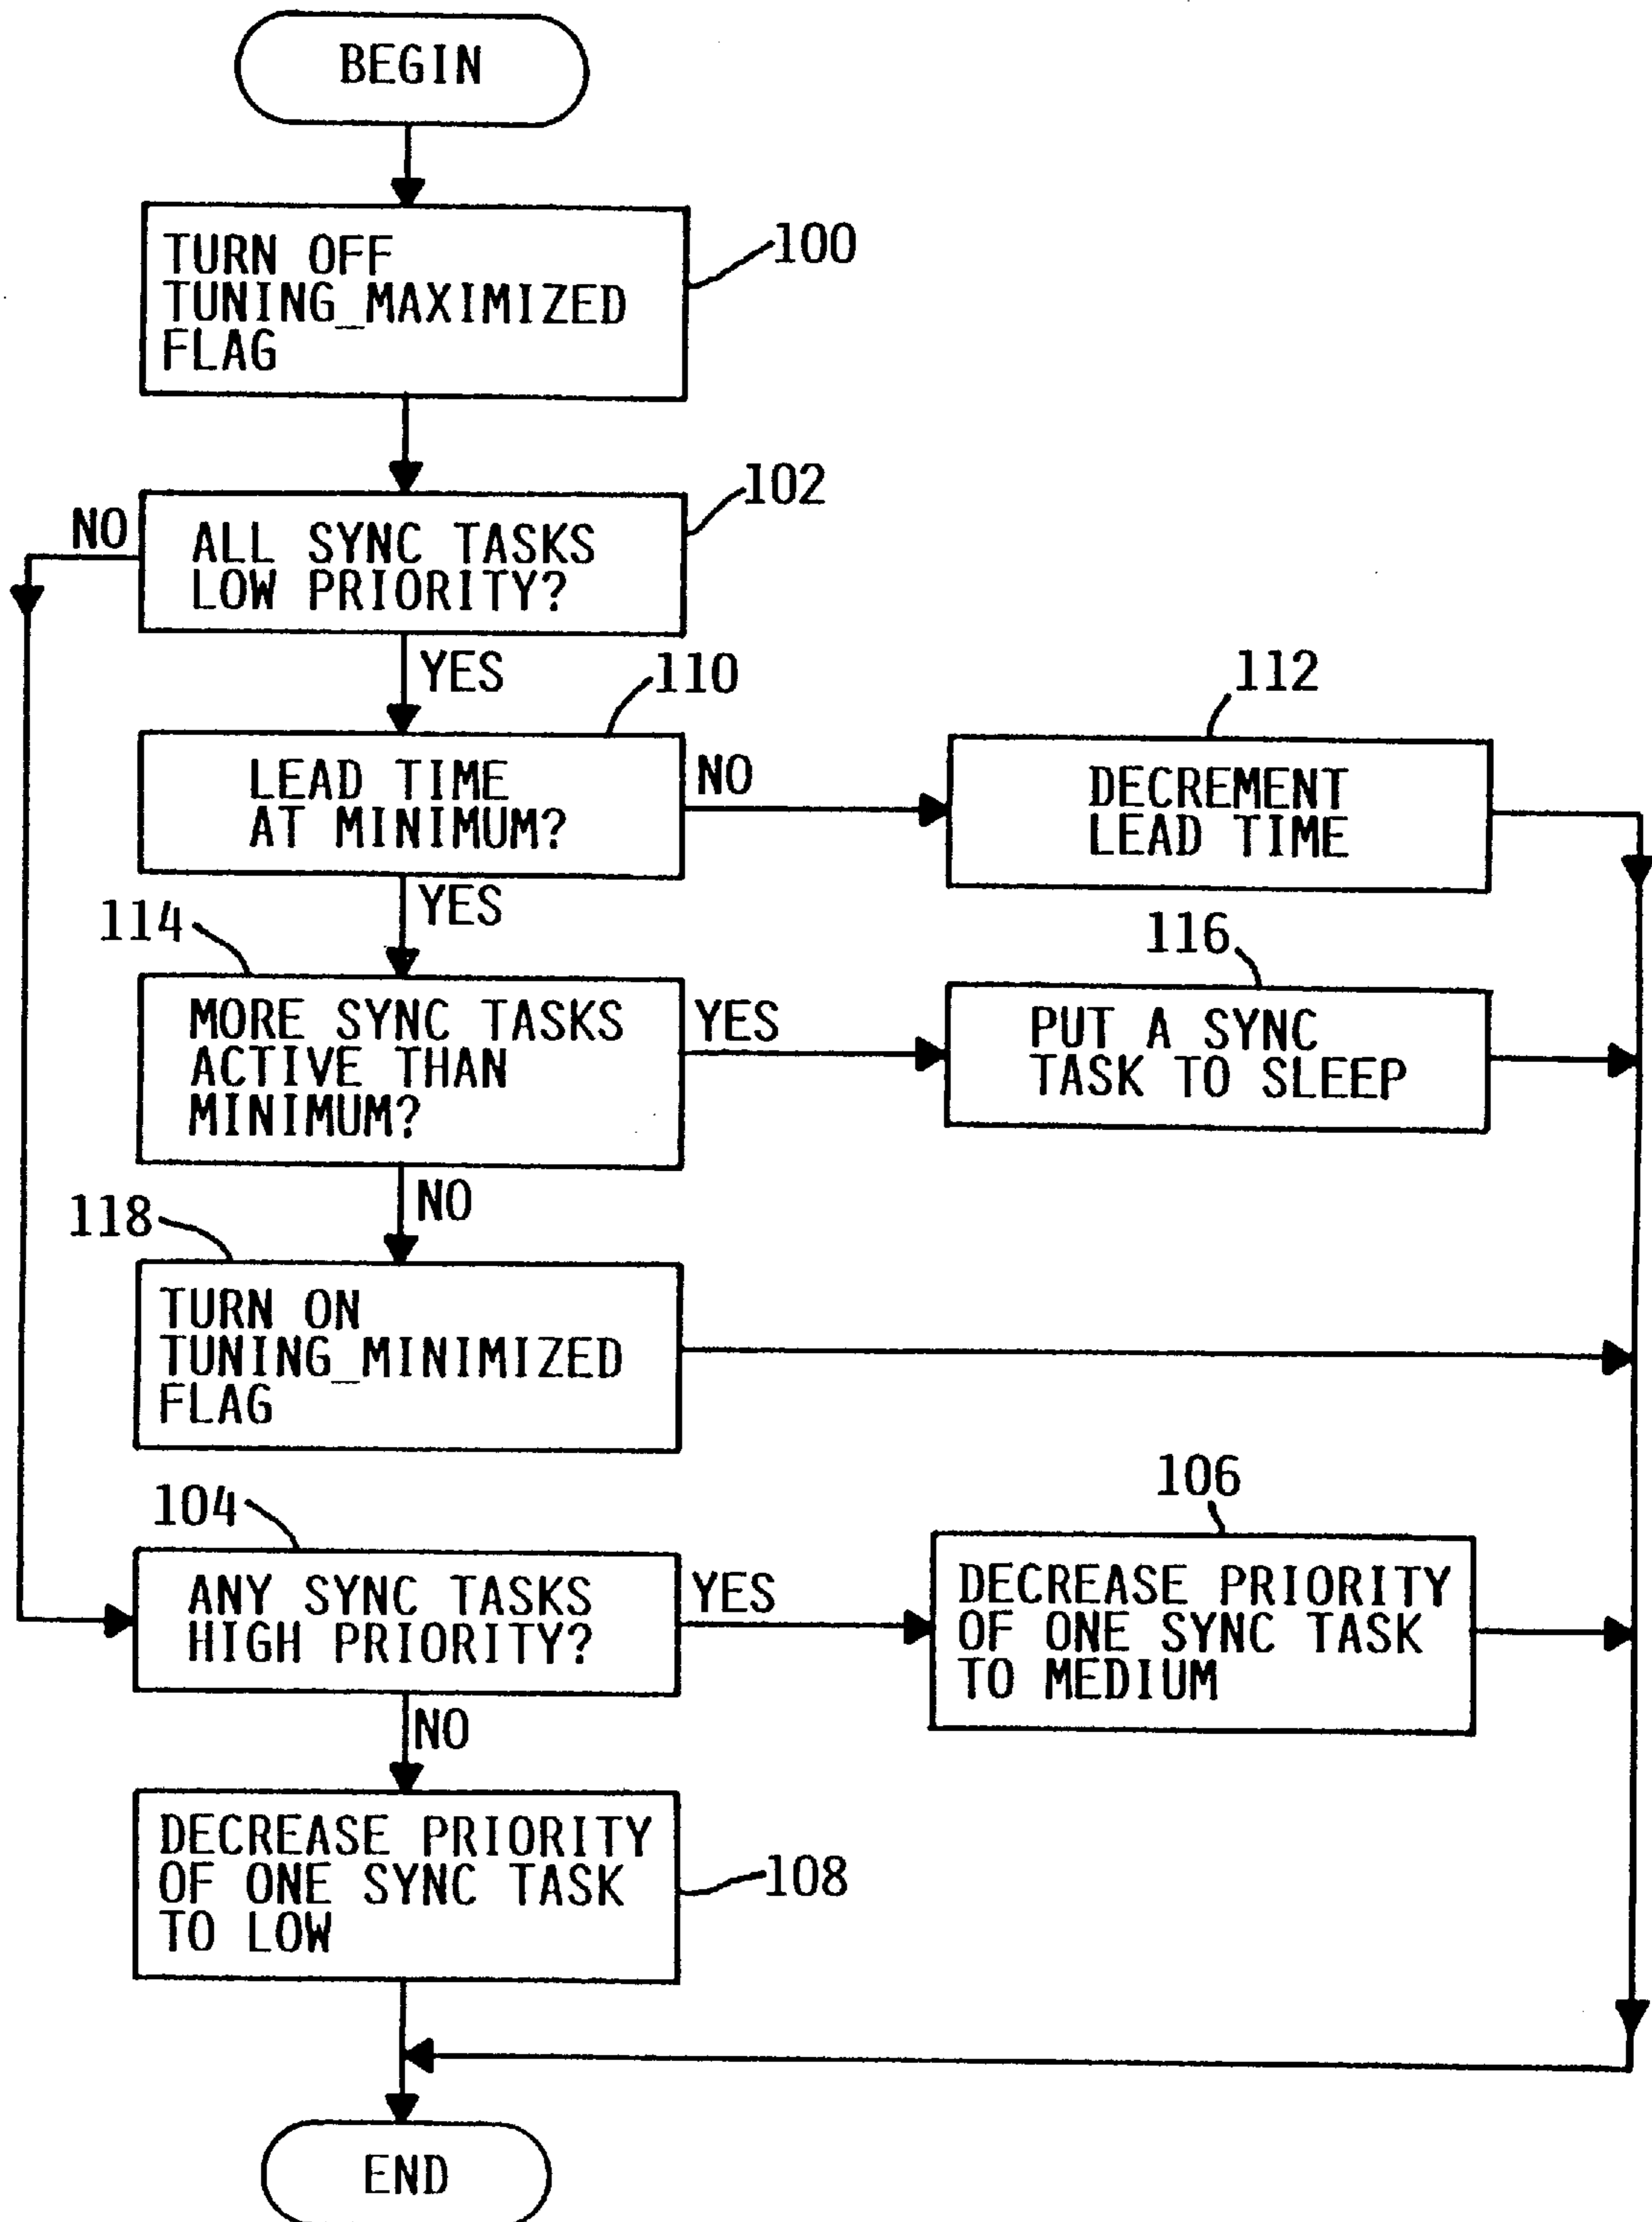 BEGIN
TURN OFF
TUNING_MAXIMIZED
FLAG
100
ALL SYNC TASKS
LOW PRIORITY?
102
NO
YES
LEAD TIME
AT MINIMUM?
110
NO
DECREMENT
LEAD TIME
112
YES
114
MORE SYNC TASKS
ACTIVE THAN
MINIMUM?
YES
116
PUT A SYNC
TASK TO SLEEP
NO
118
TURN ON
TUNING_MINIMIZED
FLAG
104
ANY SYNC TASKS
HIGH PRIORITY?
YES
106
DECREASE PRIORITY
OF ONE SYNC TASK
TO MEDIUM
NO
DECREASE PRIORITY
OF ONE SYNC TASK
TO LOW
108
END